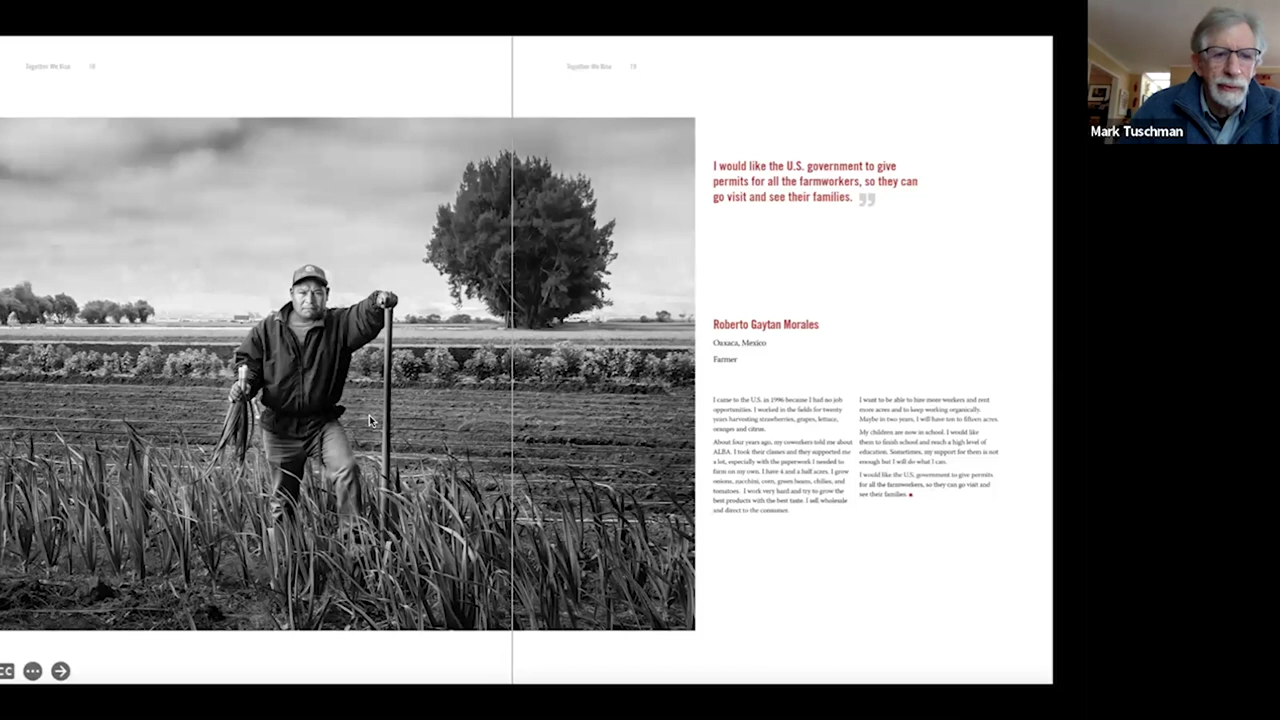 Together We Rise 18
Together We Rise 19
Mark Tuschman
I would like the U.S. government to give
permits for all the farmworkers, so they can
go visit and see their families. ”
Roberto Gaytan Morales
Oaxaca, Mexico
Farmer
I came to the U.S. in 1996 because I had no job
opportunities. I worked in the fields for twenty
years harvesting strawberries, grapes, lettuce,
oranges and citrus.
About four years ago, my coworkers told me about
ALBA. I took their classes and they supported me
a lot, especially with the paperwork I needed to
farm on my own. I have 4 and a half acres. I grow
onions, zucchini, corn, green beans, chilies, and
tomatoes. I work very hard and try to grow the
best products with the best taste. I sell wholesale
and direct to the consumer.
I want to be able to hire more workers and rent
more acres and to keep working organically.
Maybe in two years, I will have ten to fifteen acres.
My children are now in school. I would like
them to finish school and reach a high level of
education. Sometimes, my support for them is not
enough but I will do what I can.
I would like the U.S. government to give permits
for all the farmworkers, so they can go visit and
see their families.
CC